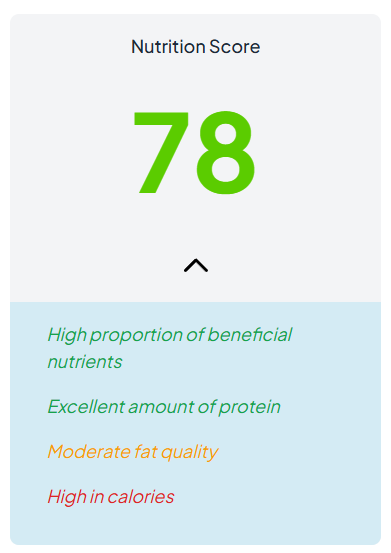 Nutrition Score
78
High proportion of beneficial
nutrients
Excellent amount of protein
Moderate fat quality
High in calories